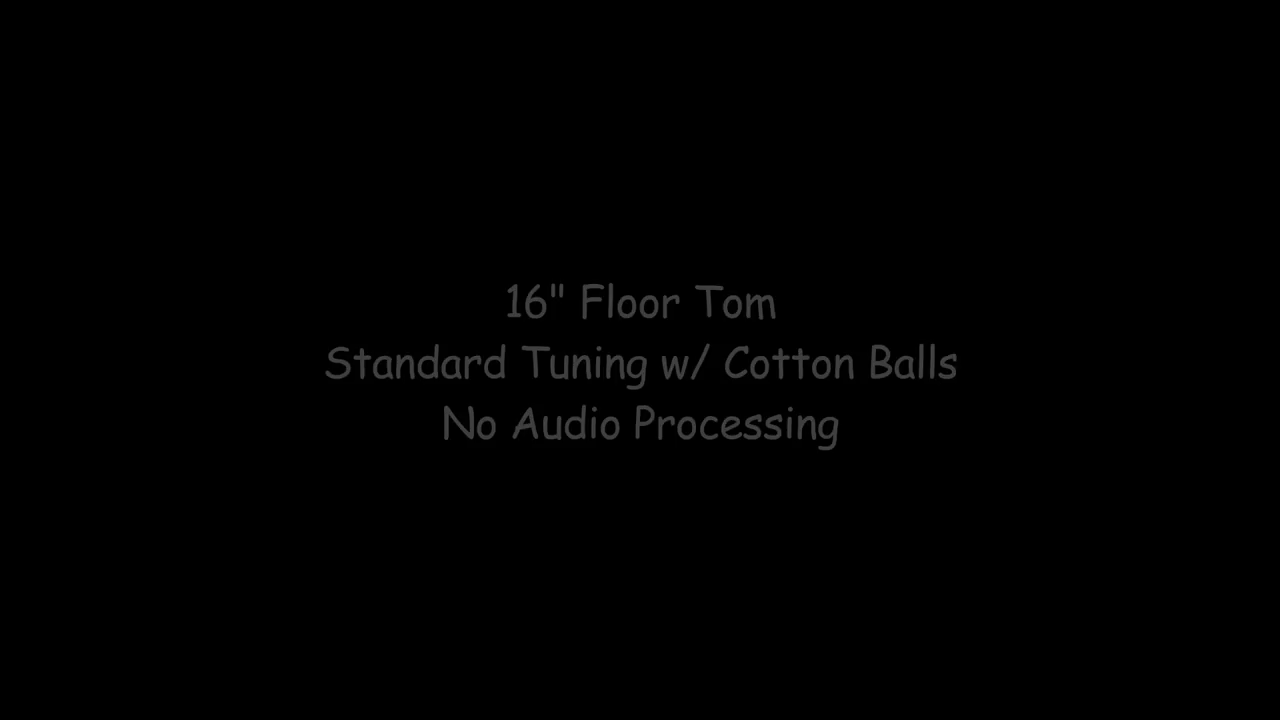 16" Floor Tom
Standard Tuning w/ Cotton Balls
No Audio Processing